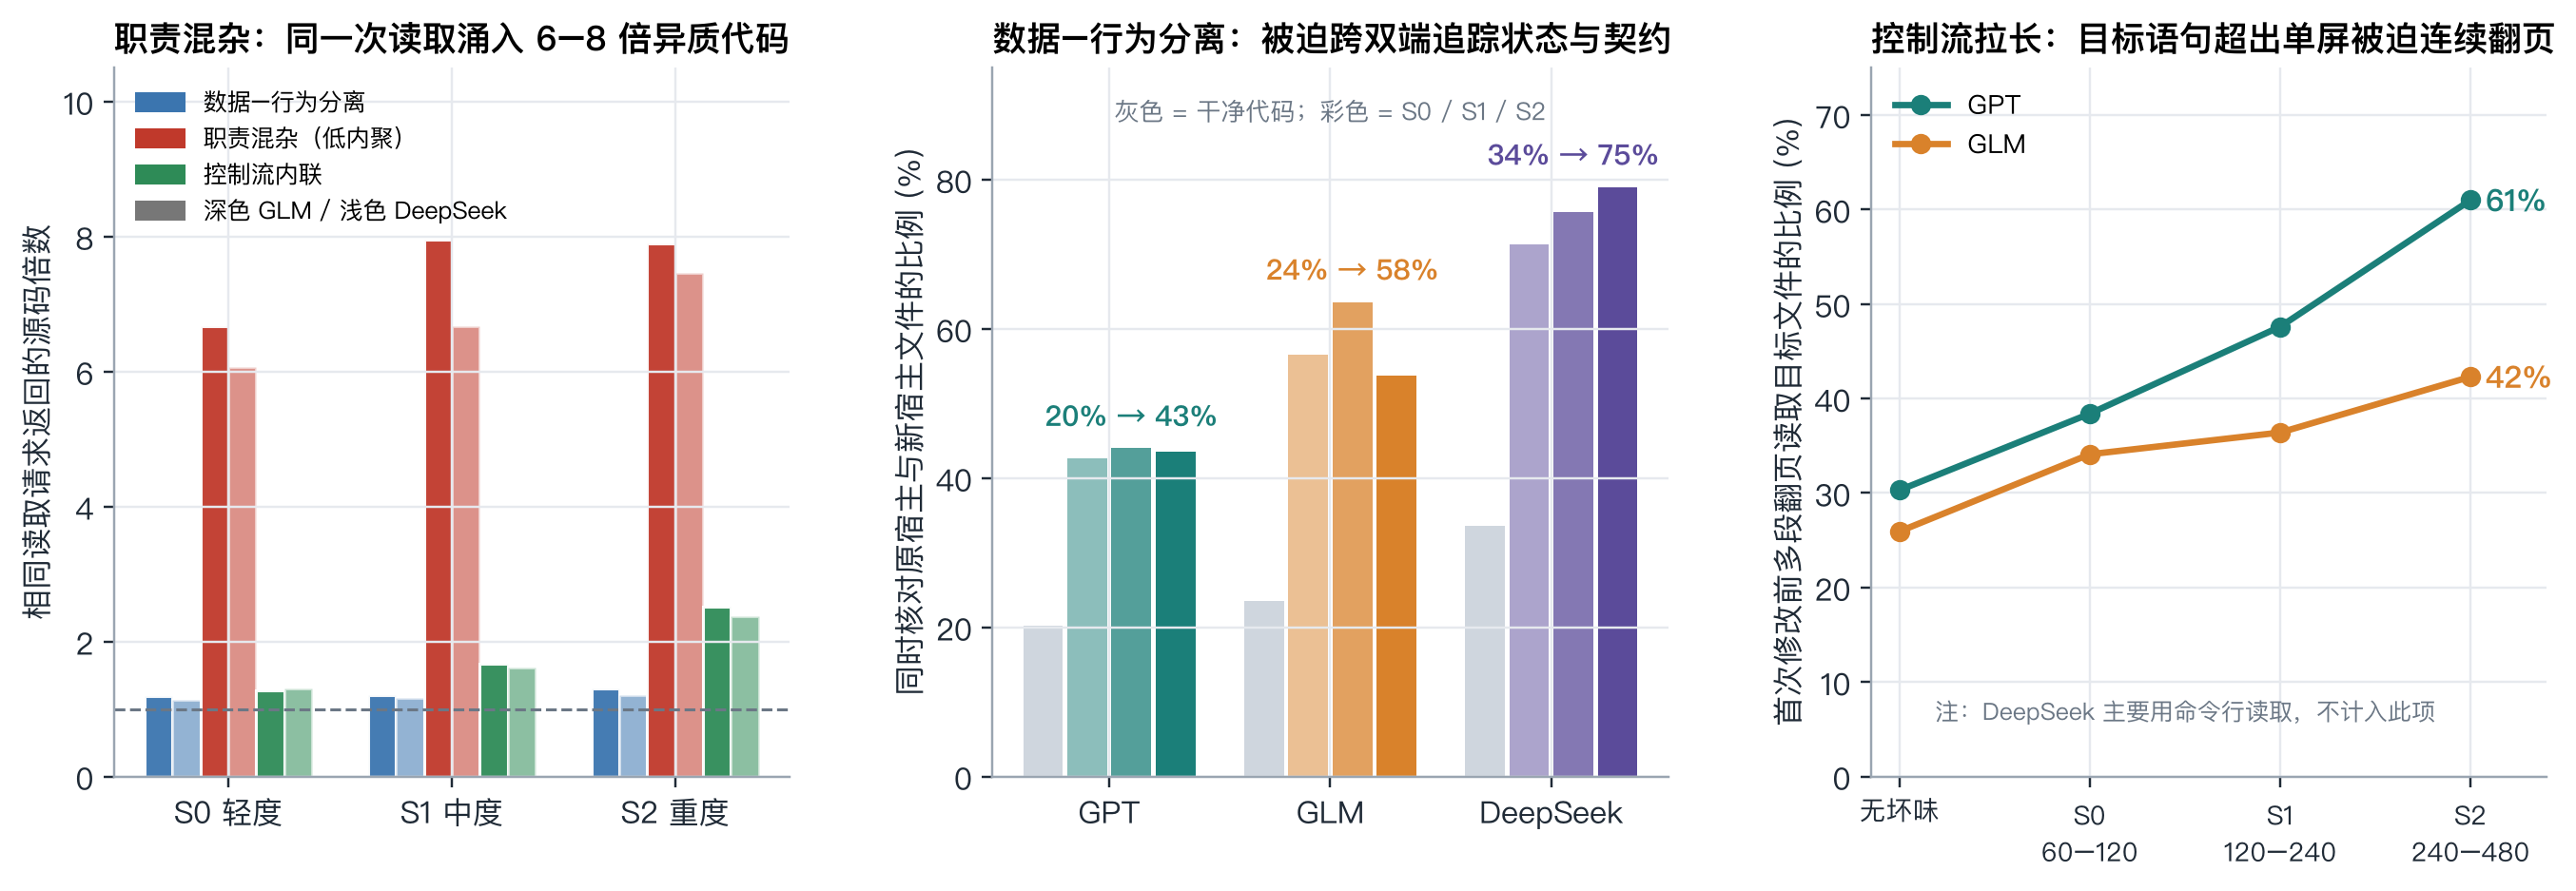 职责混杂：同一次读取涌入 6–8 倍异质代码
相同读取请求返回的源码倍数
10
8
6
4
2
0
数据—行为分离
职责混杂（低内聚）
控制流内联
深色 GLM / 浅色 DeepSeek
S0 轻度
S1 中度
S2 重度
数据—行为分离：被迫跨双端追踪状态与契约
同时核对原宿主与新宿主文件的比例 (%)
80
60
40
20
0
灰色 = 干净代码；彩色 = S0 / S1 / S2
34% → 75%
24% → 58%
20% → 43%
GPT
GLM
DeepSeek
控制流拉长：目标语句超出单屏被迫连续翻页
首次修改前多段翻页读取目标文件的比例 (%)
70
60
50
40
30
20
10
0
GPT
GLM
61%
42%
注：DeepSeek 主要用命令行读取，不计入此项
无坏味
S0
60–120
S1
120–240
S2
240–480